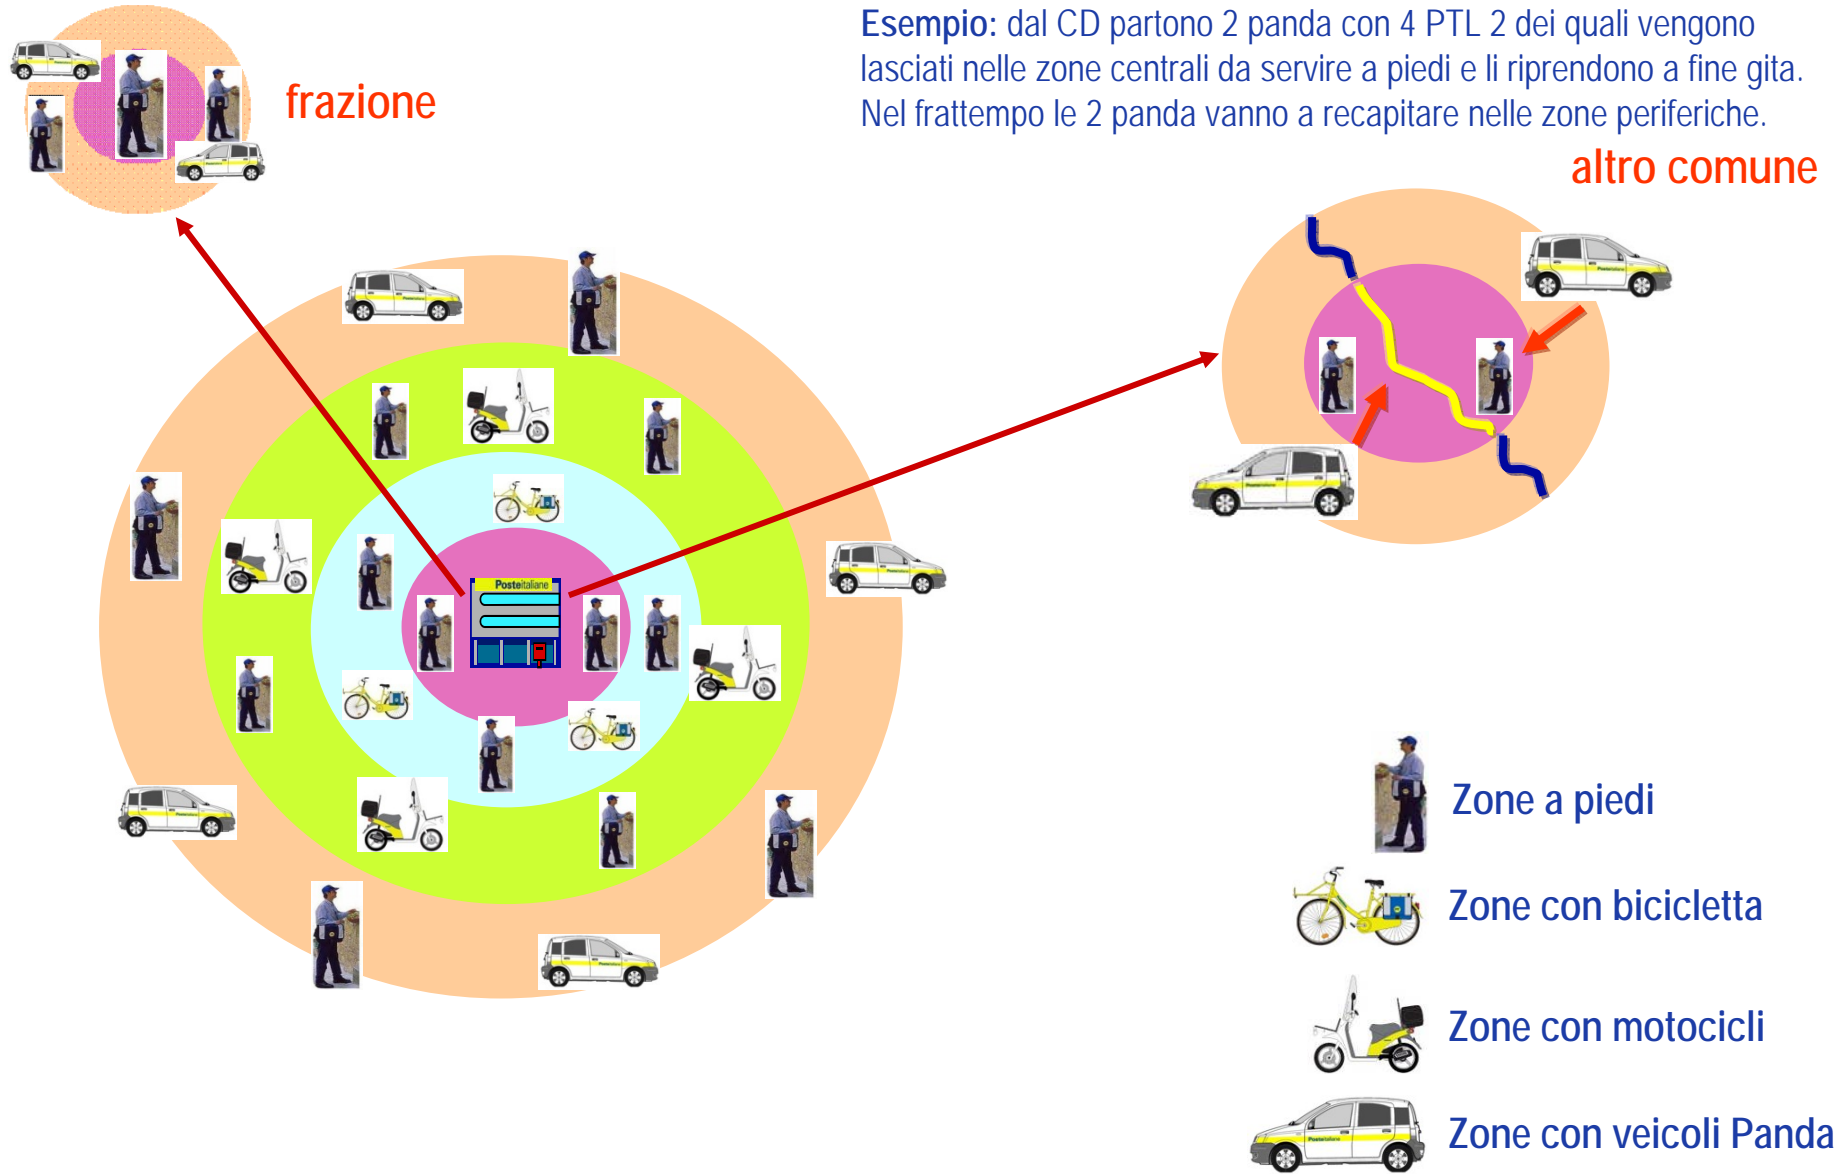 Esempio: dal CD partono 2 panda con 4 PTL 2 dei quali vengono
lasciati nelle zone centrali da servire a piedi e li riprendono a fine gita.
Nel frattempo le 2 panda vanno a recapitare nelle zone periferiche.
frazione
altro comune
Posteitaliane
Zone a piedi
Zone con bicicletta
Zone con motocicli
Zone con veicoli Panda